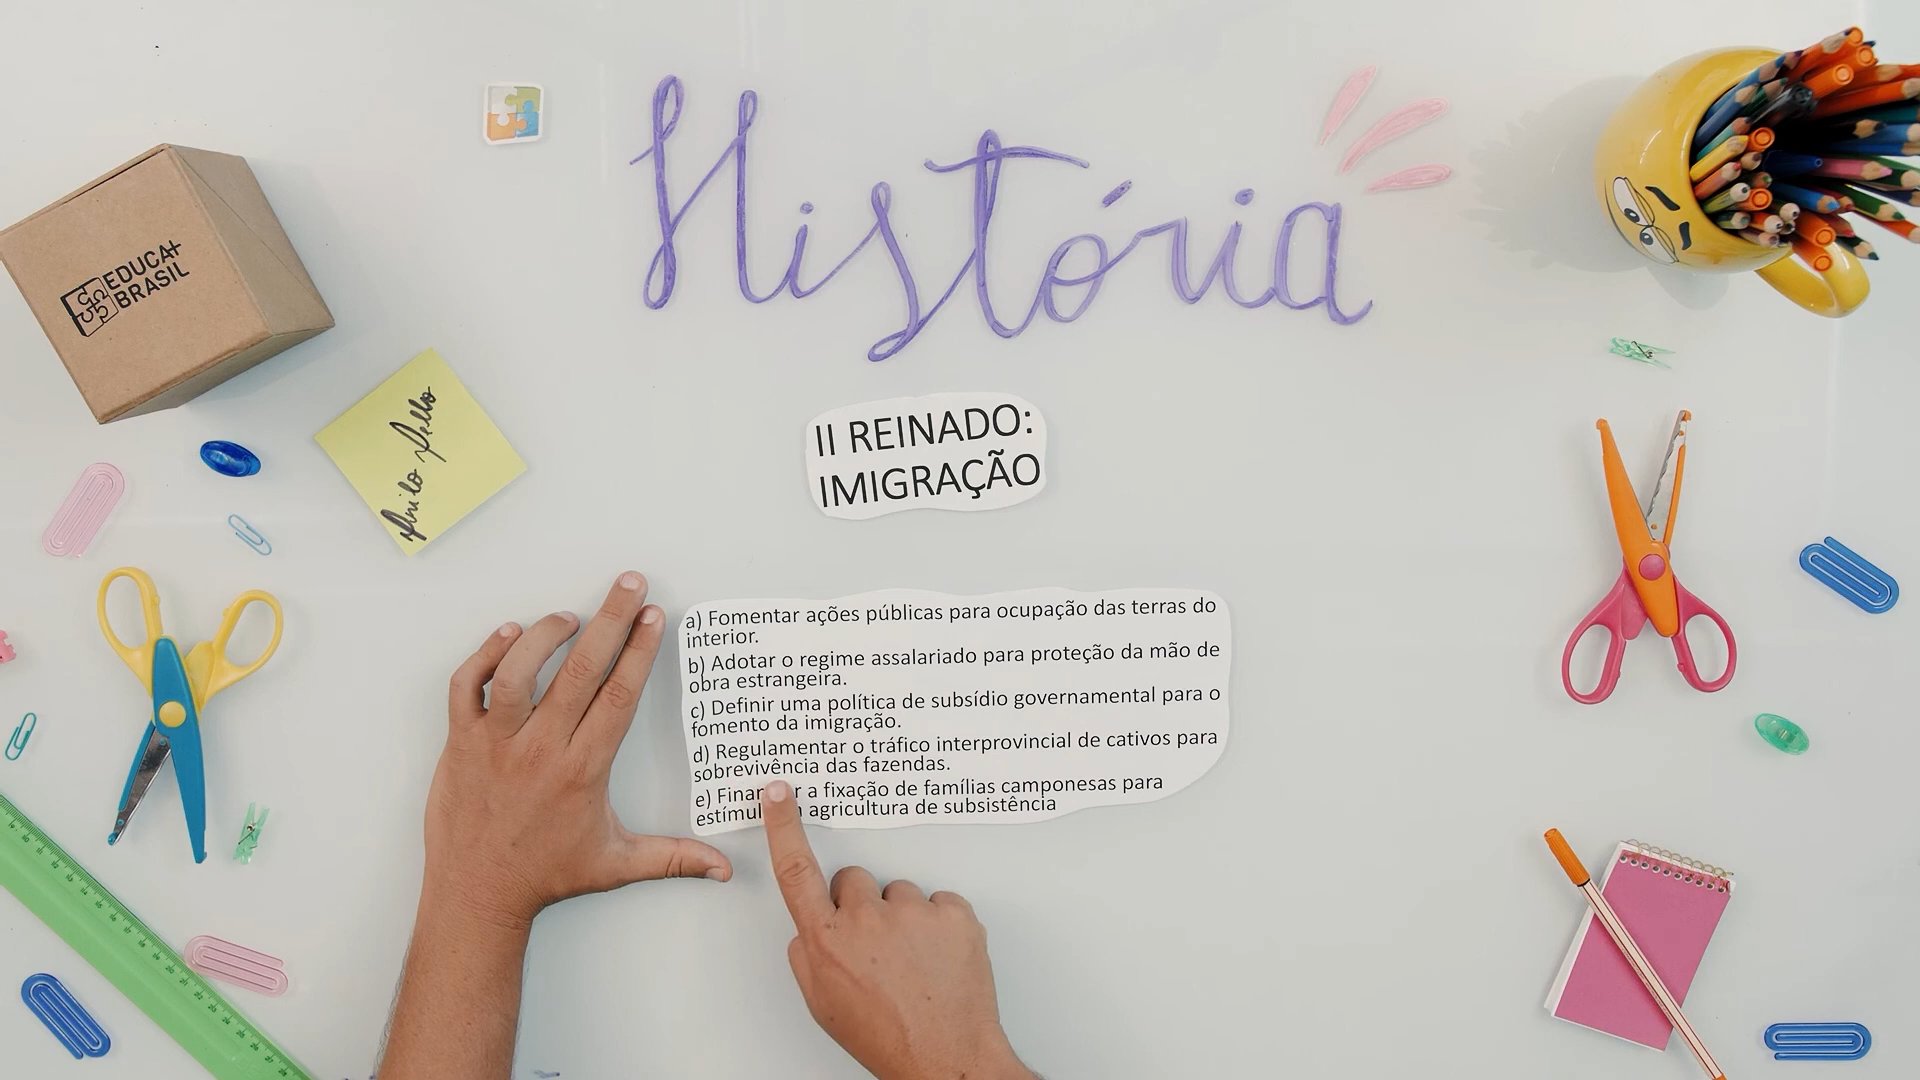 História
EDUCA+
BRASIL
II REINADO:
IMIGRAÇÃO
a) Fomentar ações públicas para ocupação das terras do
interior.
b) Adotar o regime assalariado para proteção da mão de
obra estrangeira.
c) Definir uma política de subsídio governamental para o
fomento da imigração.
d) Regulamentar o tráfico interprovincial de cativos para
sobrevivência das fazendas.
e) a fixação de famílias camponesas para
agricultura de subsistência